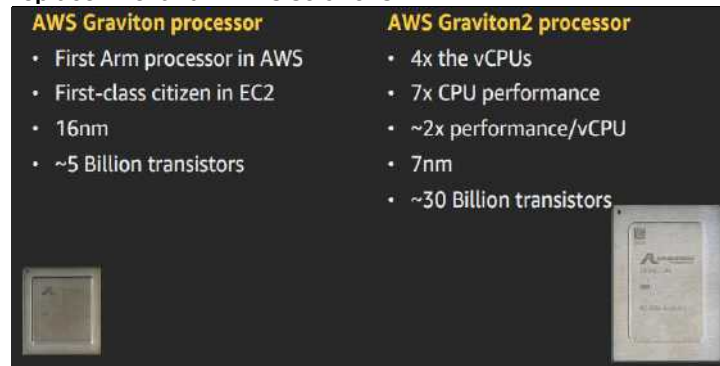 AWS Graviton processor
• First Arm processor in AWS
• First-class citizen in EC2
• 16nm
• ~5 Billion transistors
AWS Graviton2 processor
• 4x the vCPUs
• 7x CPU performance
• ~2x performance/vCPU
• 7nm
• ~30 Billion transistors